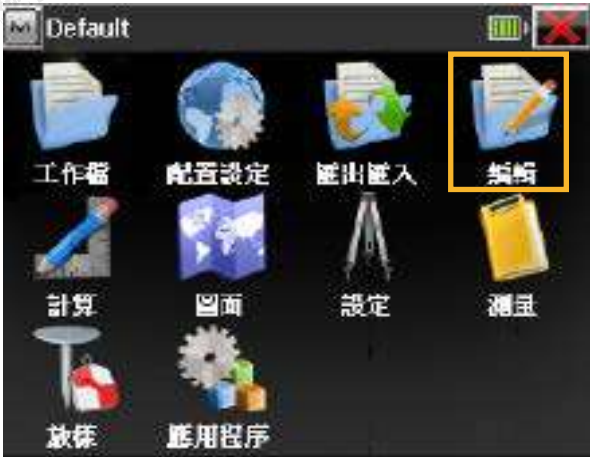 Default
工作檔
配置設定
匯出匯入
編輯
計算
圖面
設定
測量
放樣
應用程序